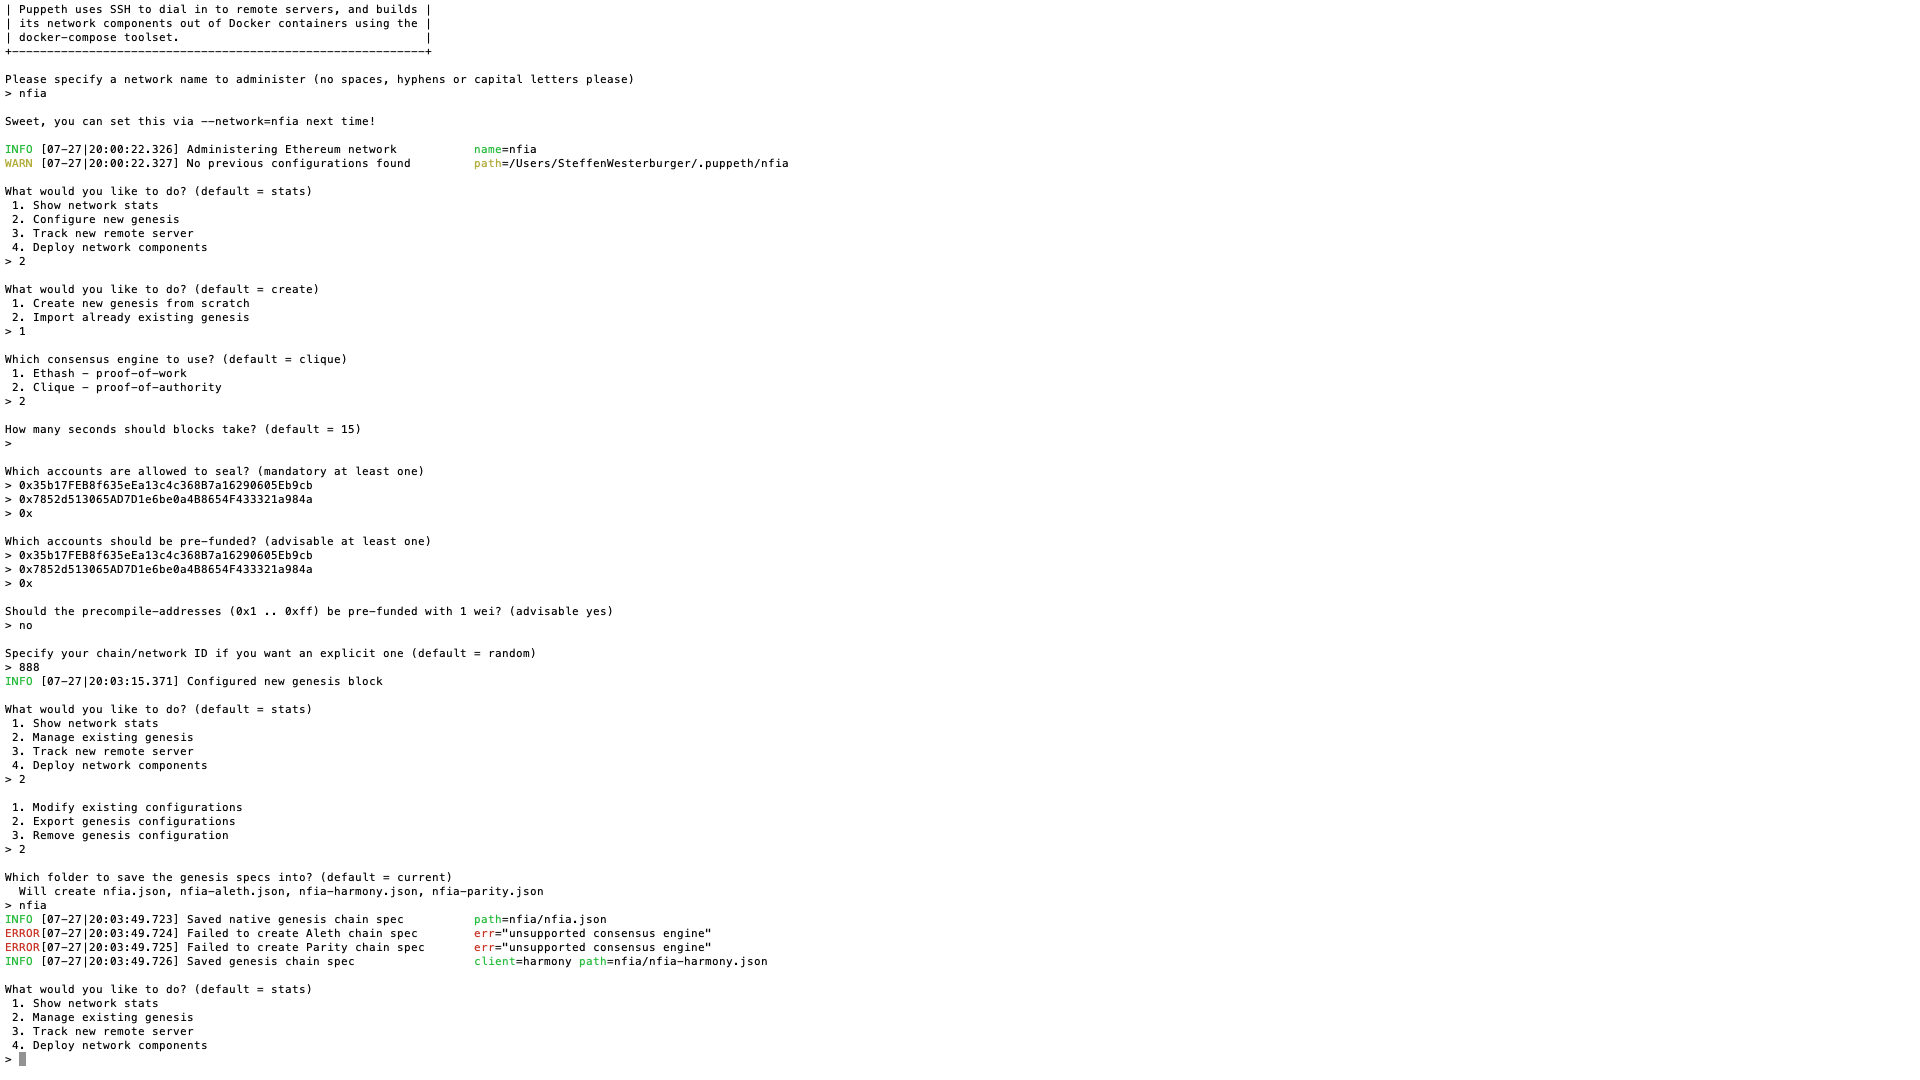 | Puppeth uses SSH to dial in to remote servers, and builds |
| its network components out of Docker containers using the |
| docker-compose toolset. |
+-----------------------------------------------------------+
Please specify a network name to administer (no spaces, hyphens or capital letters please)
> nfia
Sweet, you can set this via --network=nfia next time!
INFO [07-27|20:00:22.326] Administering Ethereum network name=nfia
WARN [07-27|20:00:22.327] No previous configurations found path=/Users/SteffenWesterburger/.puppeth/nfia
What would you like to do? (default = stats)
1. Show network stats
2. Configure new genesis
3. Track new remote server
4. Deploy network components
> 2
What would you like to do? (default = create)
1. Create new genesis from scratch
2. Import already existing genesis
> 1
Which consensus engine to use? (default = clique)
1. Ethash - proof-of-work
2. Clique - proof-of-authority
> 2
How many seconds should blocks take? (default = 15)
>
Which accounts are allowed to seal? (mandatory at least one)
> 0x35b17FEB8f635eEa13c4c368B7a16290605Eb9cb
> 0x7852d513065AD7D1e6be0a4B8654F433321a984a
> 0x
Which accounts should be pre-funded? (advisable at least one)
> 0x35b17FEB8f635eEa13c4c368B7a16290605Eb9cb
> 0x7852d513065AD7D1e6be0a4B8654F433321a984a
> 0x
Should the precompile-addresses (0x1 .. 0xff) be pre-funded with 1 wei? (advisable yes)
> no
Specify your chain/network ID if you want an explicit one (default = random)
> 888
INFO [07-27|20:03:15.371] Configured new genesis block
What would you like to do? (default = stats)
1. Show network stats
2. Manage existing genesis
3. Track new remote server
4. Deploy network components
> 2
1. Modify existing configurations
2. Export genesis configurations
3. Remove genesis configuration
> 2
Which folder to save the genesis specs into? (default = current)
Will create nfia.json, nfia-aleth.json, nfia-harmony.json, nfia-parity.json
> nfia
INFO [07-27|20:03:49.723] Saved native genesis chain spec path=nfia/nfia.json
ERROR[07-27|20:03:49.724] Failed to create Aleth chain spec err="unsupported consensus engine"
ERROR[07-27|20:03:49.725] Failed to create Parity chain spec err="unsupported consensus engine"
INFO [07-27|20:03:49.726] Saved genesis chain spec client=harmony path=nfia/nfia-harmony.json
What would you like to do? (default = stats)
1. Show network stats
2. Manage existing genesis
3. Track new remote server
4. Deploy network components
>